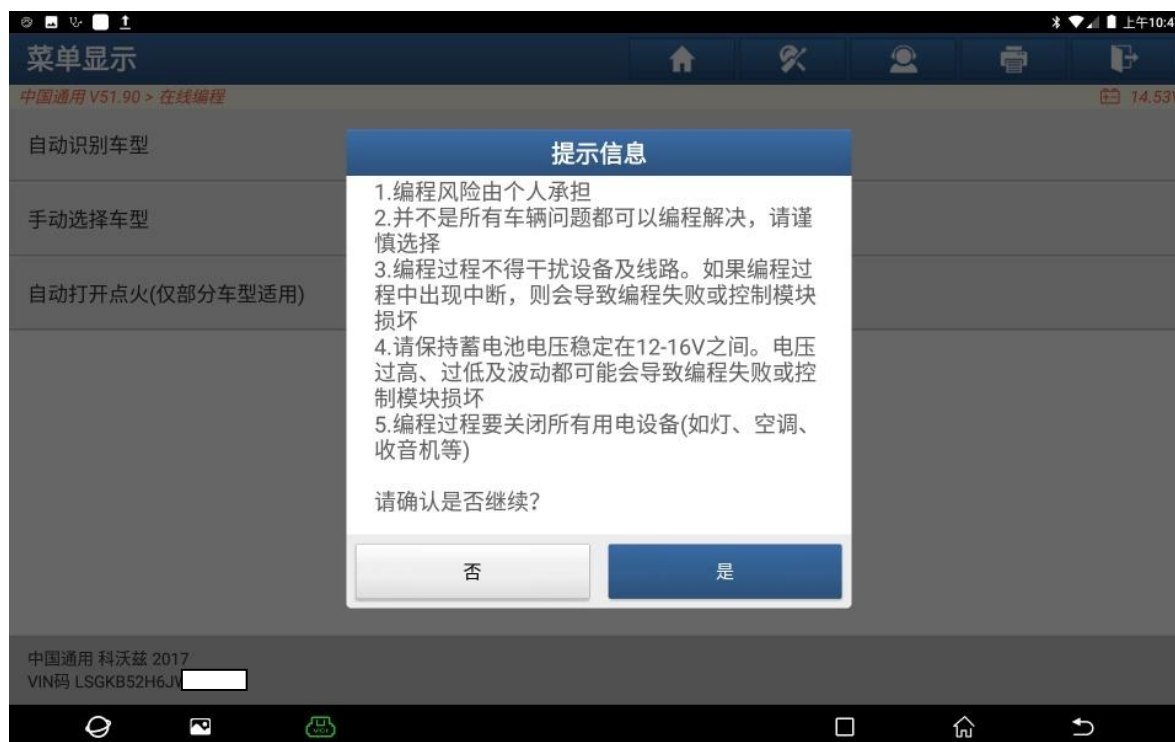 上午10:4
菜单显示
中国通用 V51.90 > 在线编程
14.53V
自动识别车型
手动选择车型
自动打开点火(仅部分车型适用)
提示信息
1.编程风险由个人承担
2.并不是所有车辆问题都可以编程解决，请谨
慎选择
3.编程过程不得干扰设备及线路。如果编程过
程中出现中断，则会导致编程失败或控制模块
损坏
4.请保持蓄电池电压稳定在12-16V之间。电压
过高、过低及波动都可能会导致编程失败或控
制模块损坏
5.编程过程要关闭所有用电设备(如灯、空调、
收音机等)
请确认是否继续?
否
是
中国通用 科沃兹 2017
VIN码 LSGKB52H6J
VCI